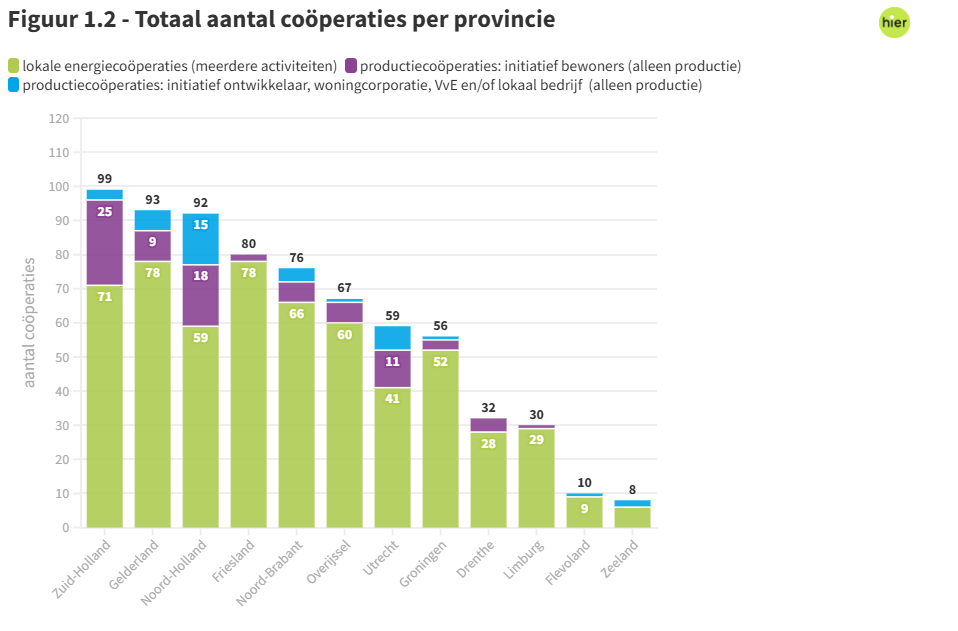 Figuur 1.2 - Totaal aantal coöperaties per provincie
hier
lokale energiecoöperaties (meerdere activiteiten) productiecoöperaties: initiatief bewoners (alleen productie)
productiecoöperaties: initiatief ontwikkelaar, woningcorporatie, VvE en/of lokaal bedrijf (alleen productie)
aantal coöperaties
120
110
100
90
80
70
60
50
40
30
20
10
0
99
25
71
93
9
78
92
15
18
59
80
78
76
66
67
60
59
11
41
56
52
32
28
30
29
10
9
8
Zuid-Holland
Gelderland
Noord-Holland
Friesland
Noord-Brabant
Overijssel
Utrecht
Groningen
Drenthe
Limburg
Flevoland
Zeeland